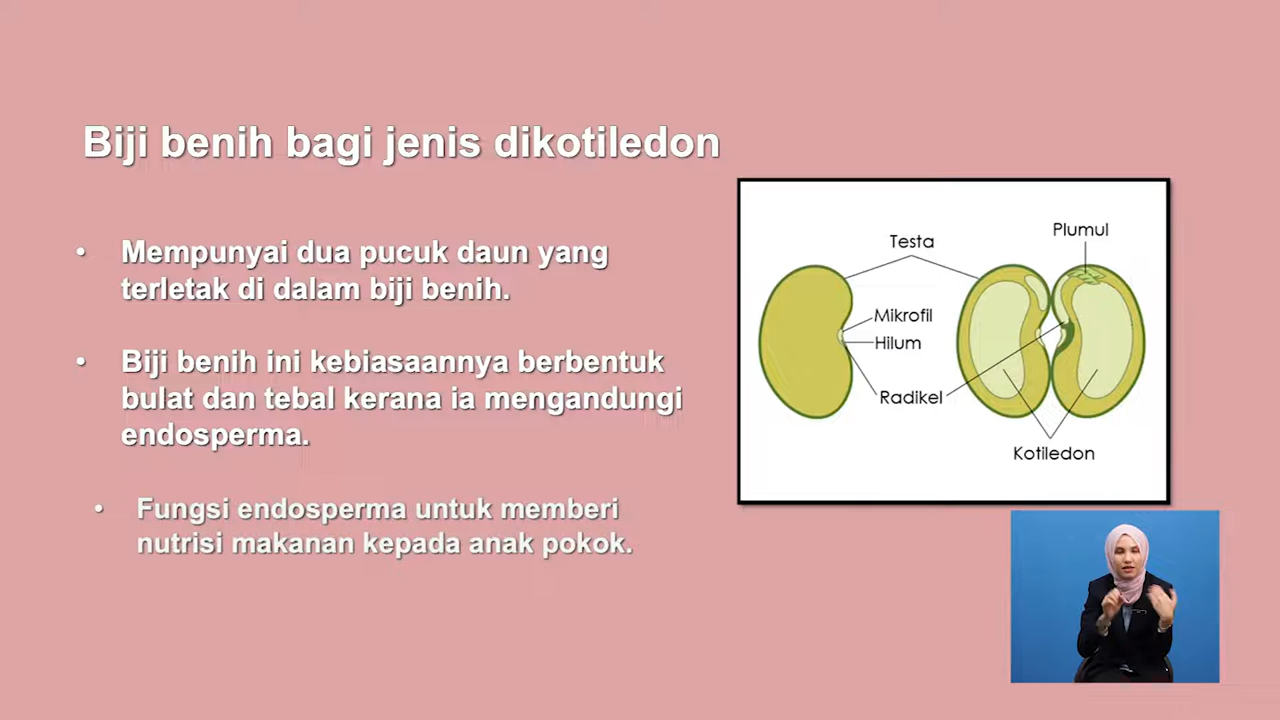 Biji benih bagi jenis dikotiledon
• Mempunyai dua pucuk daun yang
terletak di dalam biji benih.
• Biji benih ini kebiasaannya berbentuk
bulat dan tebal kerana ia mengandungi
endosperma.
• Fungsi endosperma untuk memberi
nutrisi makanan kepada anak pokok.
Testa
Plumul
Mikrofil
Hilum
Radikel
Kotiledon